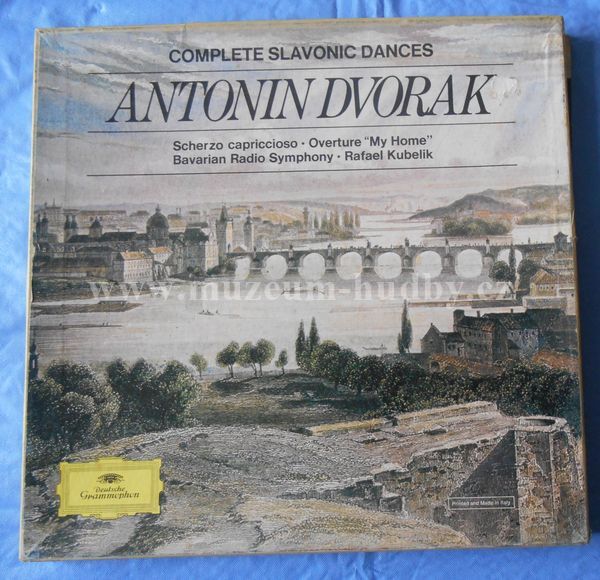 COMPLETE SLAVONIC DANCES
ANTONIN DVORAK
Scherzo capriccioso · Overture "My Home"
Bavarian Radio Symphony · Rafael Kubelik
www.muzeum-hudby.cz
Deutsche
Grammophon
Printed and Made in Italy